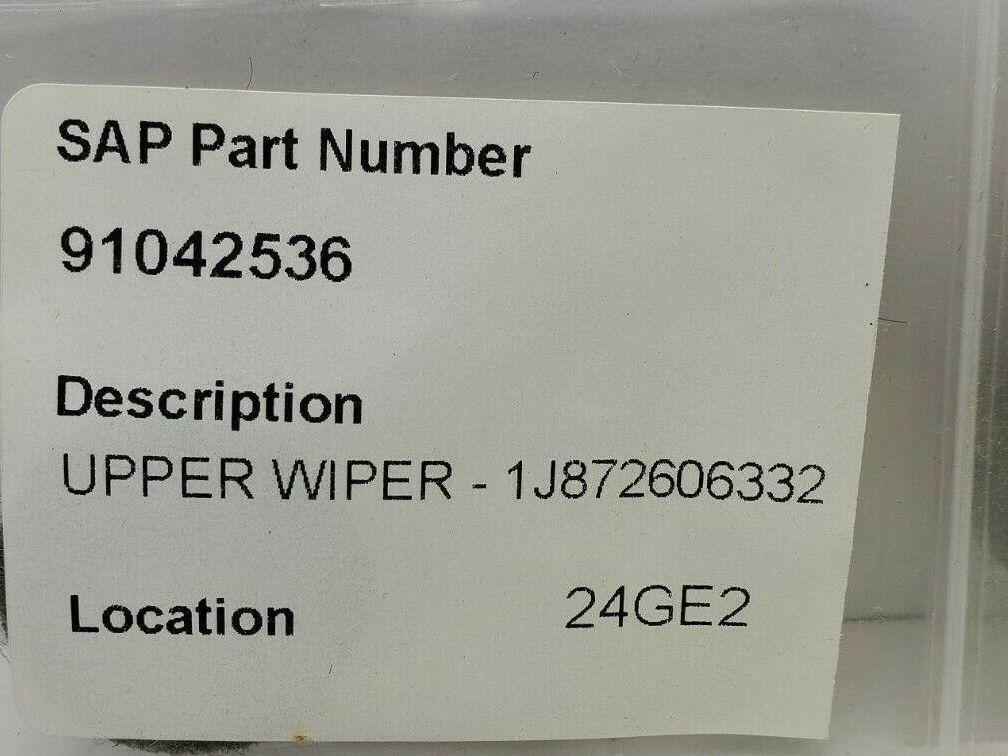 SAP Part Number
91042536
Description
UPPER WIPER - 1J872606332
Location 24GE2